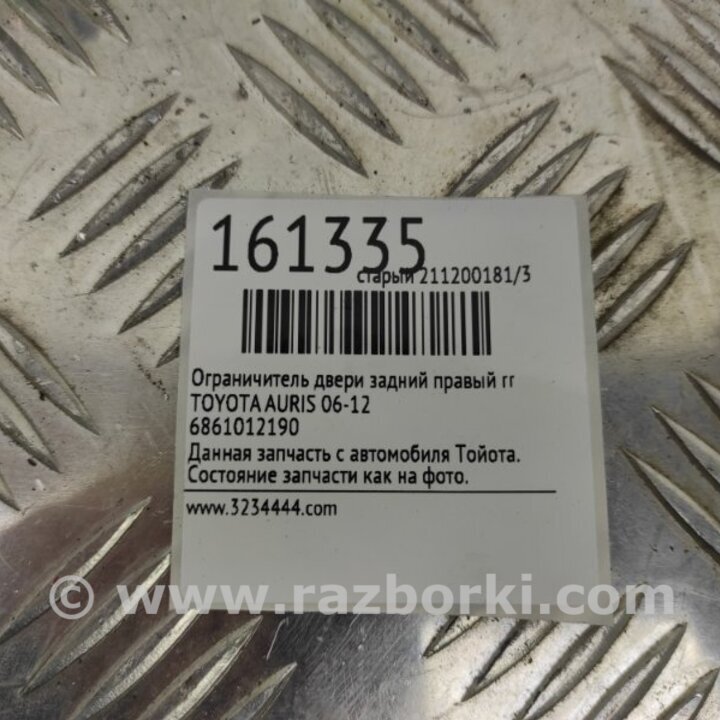 161335
старый 211200181/3
Ограничитель двери задний правый гг
TOYOTA AURIS 06-12
6861012190
Данная запчасть с автомобиля Тойота.
Состояние запчасти как на фото.
www.3234444.com
© www.razborki.com